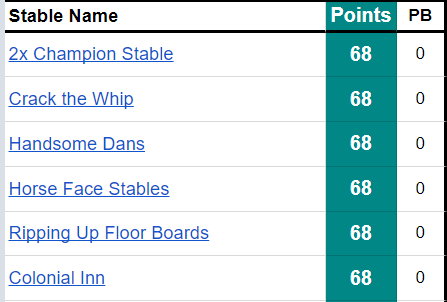 Stable Name Points PB
2x Champion Stable 68 0
Crack the Whip 68 0
Handsome Dans 68 0
Horse Face Stables 68 0
Ripping Up Floor Boards 68 0
Colonial Inn 68 0